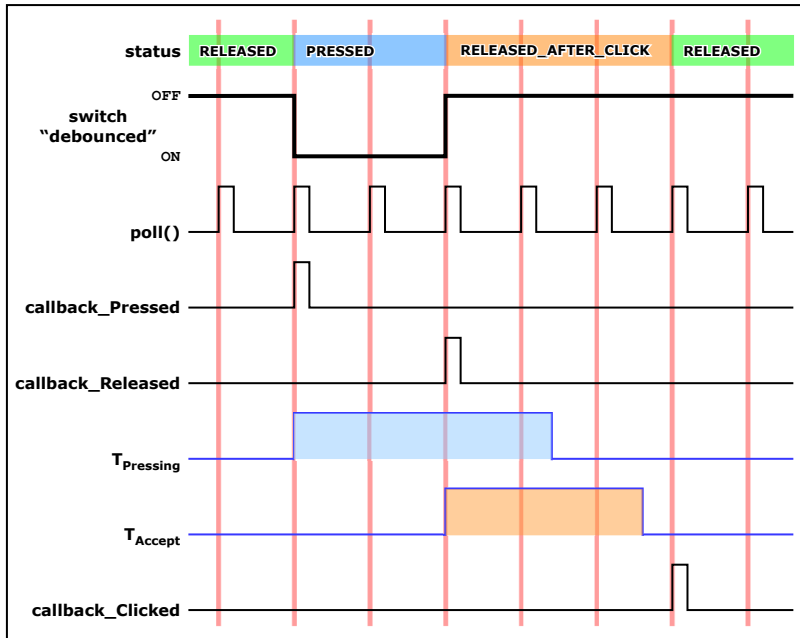 status
RELEASED PRESSED RELEASED_AFTER_CLICK RELEASED
OFF
switch
“debounced”
ON
poll()
callback_Pressed
callback_Released
TPressing
TAccept
callback_Clicked